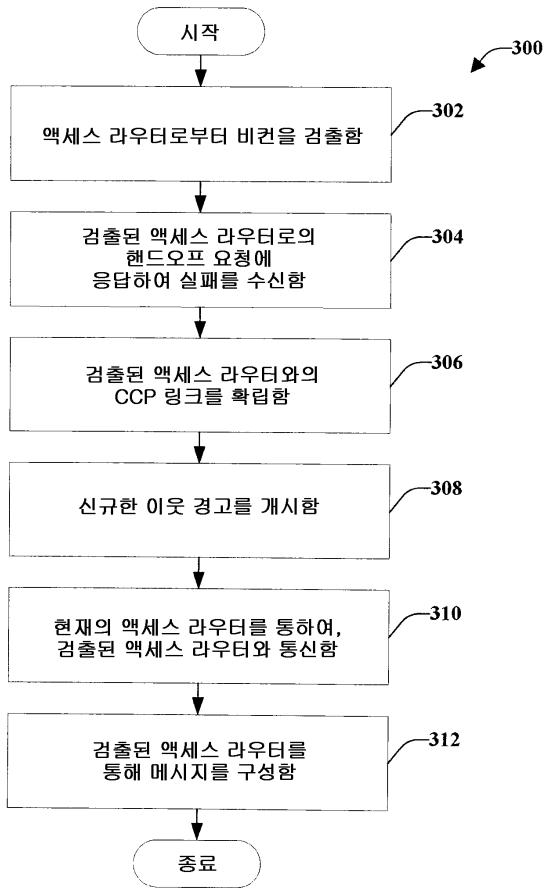 시작
300
액세스 라우터로부터 비컨을 검출함
302
검출된 액세스 라우터로의
핸드오프 요청에
응답하여 실패를 수신함
304
검출된 액세스 라우터와의
CCP 링크를 확립함
306
신규한 이웃 경고를 개시함
308
현재의 액세스 라우터를 통하여,
검출된 액세스 라우터와 통신함
310
검출된 액세스 라우터를
통해 메시지를 구성함
312
종료